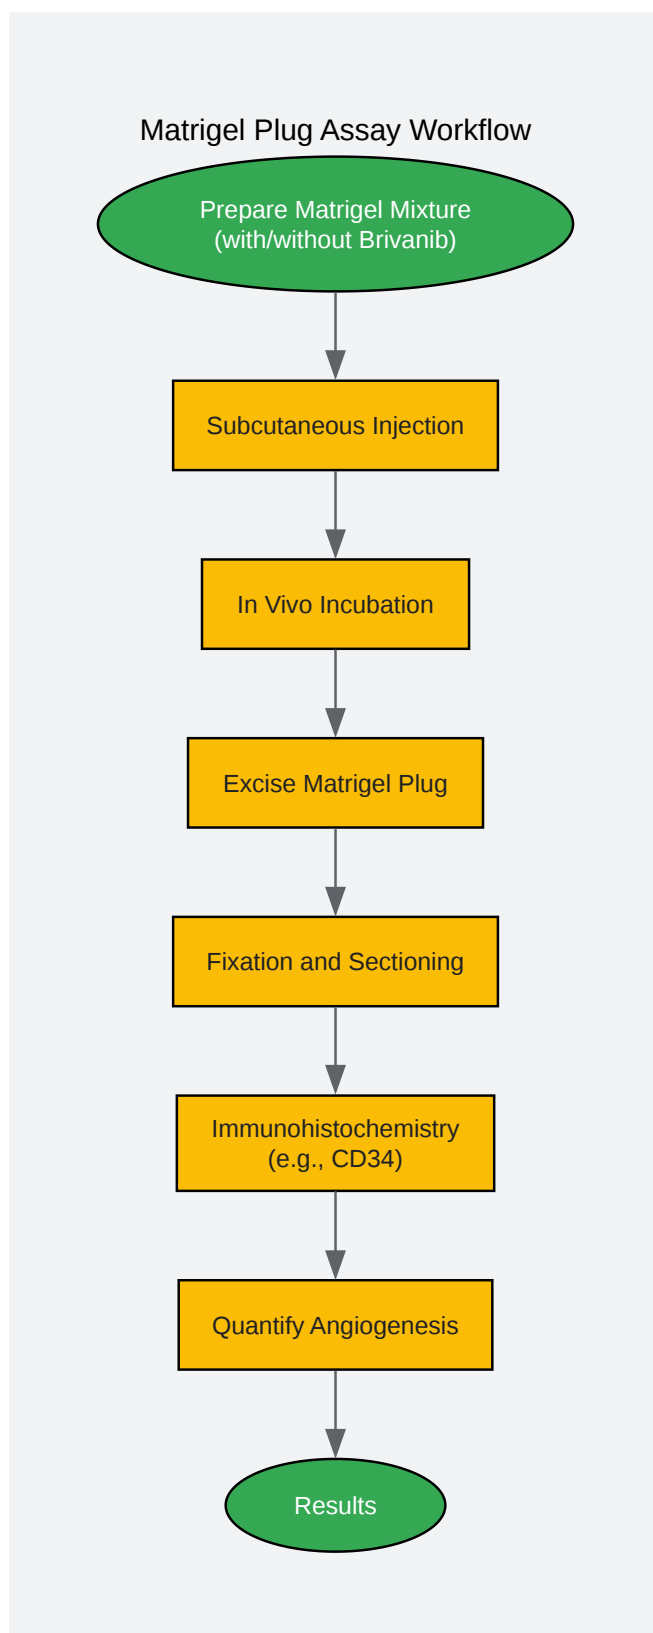 Matrigel Plug Assay Workflow
Prepare Matrigel Mixture
(with/without Brivanib)
Subcutaneous Injection
In Vivo Incubation
Excise Matrigel Plug
Fixation and Sectioning
Immunohistochemistry
(e.g., CD34)
Quantify Angiogenesis
Results